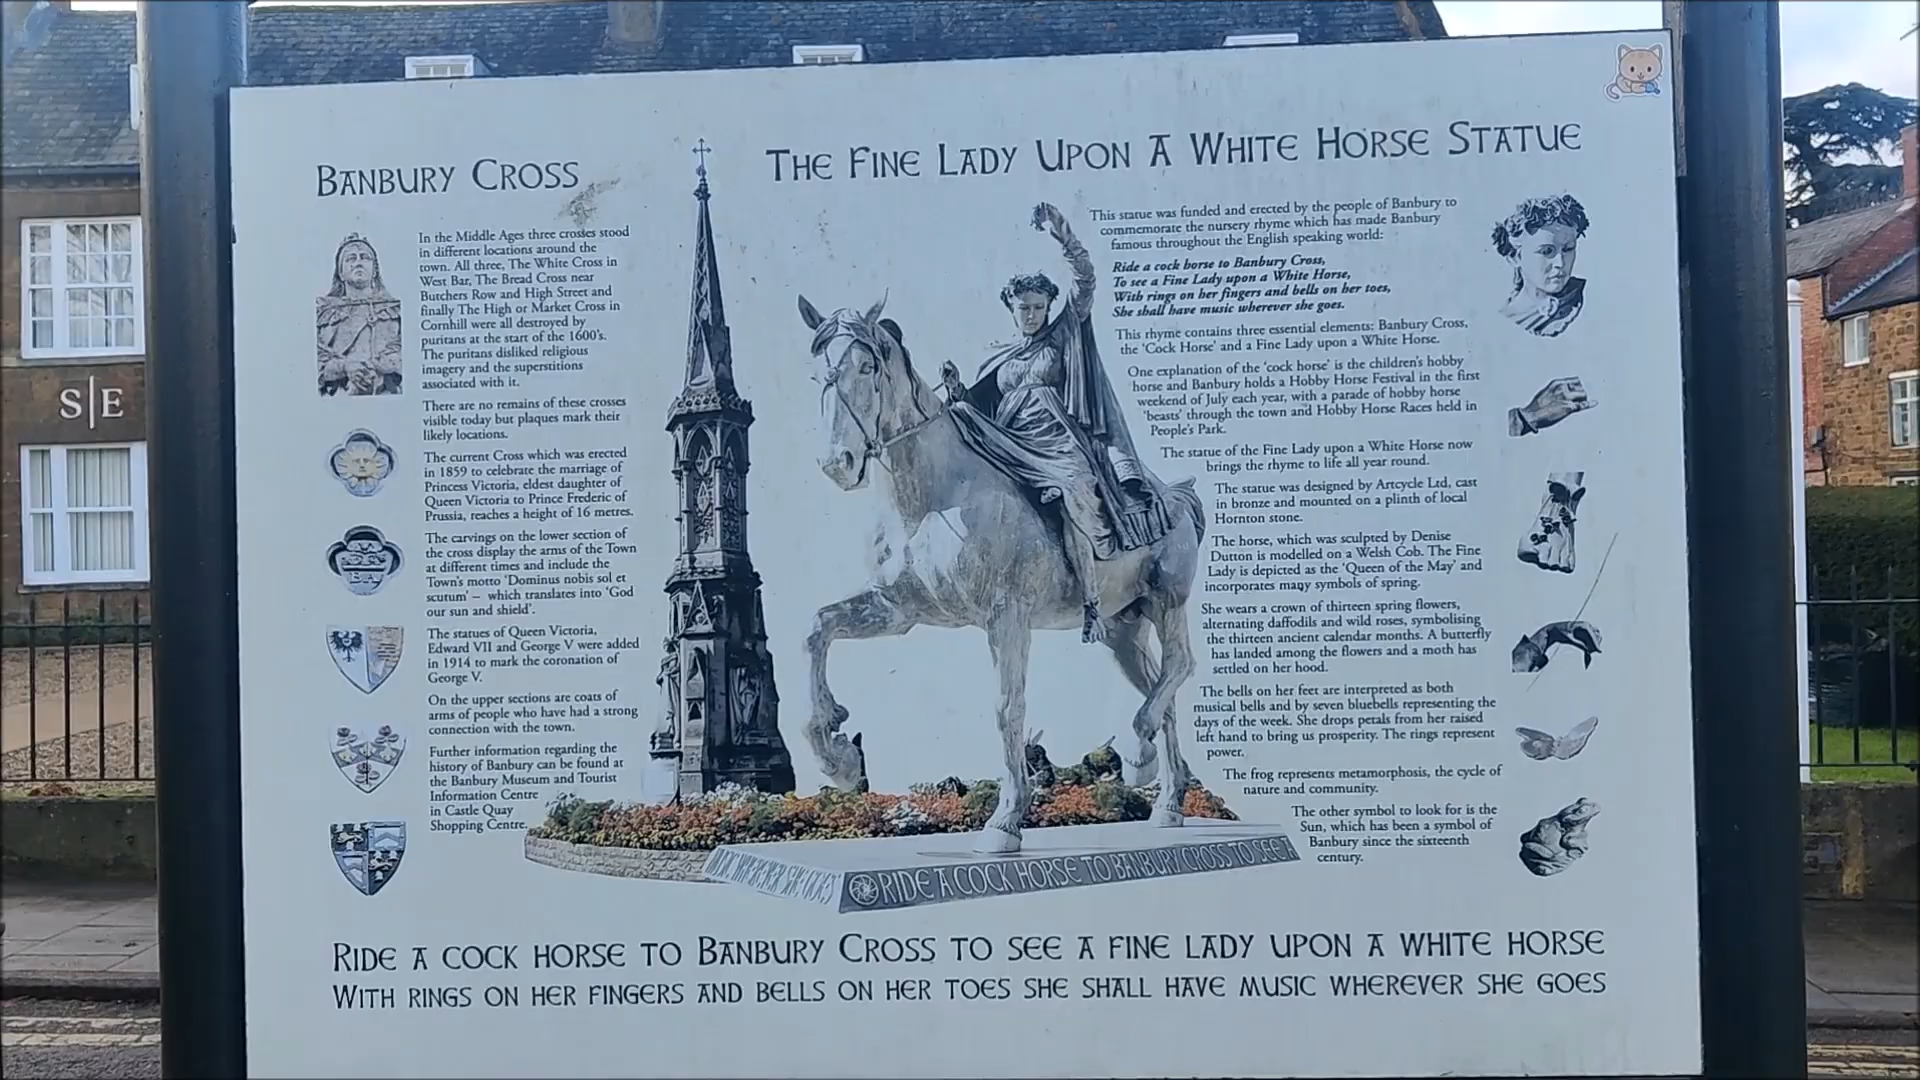 BANBURY CROSS
In the Middle Ages three crosses stood
in different locations around the
town. All three, The White Cross in
West Bar, The Bread Cross near
Butchers Row and High Street and
finally The High or Market Cross in
Cornhill were all destroyed by
puritans at the start of the 1600's.
The puritans disliked religious
imagery and the superstitions
associated with it.
There are no remains of these crosses
visible today but plaques mark their
likely locations.
The current Cross which was erected
in 1859 to celebrate the marriage of
Princess Victoria, eldest daughter of
Queen Victoria to Prince Frederic of
Prussia, reaches a height of 16 metres.
The carvings on the lower section of
the cross display the arms of the Town
at different times and include the
Town's motto 'Dominus nobis sol et
scutum' – which translates into 'God
our sun and shield'.
The statues of Queen Victoria,
Edward VII and George V were added
in 1914 to mark the coronation of
George V.
On the upper sections are coats of
arms of people who have had a strong
connection with the town.
Further information regarding the
history of Banbury can be found at
the Banbury Museum and Tourist
Information Centre
in Castle Quay
Shopping Centre.
THE FINE LADY UPON A WHITE HORSE STATUE
This statue was funded and erected by the people of Banbury to
commemorate the nursery rhyme which has made Banbury
famous throughout the English speaking world:
Ride a cock horse to Banbury Cross,
To see a Fine Lady upon a White Horse,
With rings on her fingers and bells on her toes,
She shall have music wherever she goes.
This rhyme contains three essential elements: Banbury Cross,
the 'Cock Horse' and a Fine Lady upon a White Horse.
One explanation of the 'cock horse' is the children's hobby
horse and Banbury holds a Hobby Horse Festival in the first
weekend of July each year, with a parade of hobby horse
'beasts' through the town and Hobby Horse Races held in
People's Park.
The statue of the Fine Lady upon a White Horse now
brings the rhyme to life all year round.
The statue was designed by Artcycle Ltd, cast
in bronze and mounted on a plinth of local
Hornton stone.
The horse, which was sculpted by Denise
Dutton is modelled on a Welsh Cob. The Fine
Lady is depicted as the 'Queen of the May' and
incorporates many symbols of spring.
She wears a crown of thirteen spring flowers,
alternating daffodils and wild roses, symbolising
the thirteen ancient calendar months. A butterfly
has landed among the flowers and a moth has
settled on her hood.
The bells on her feet are interpreted as both
musical bells and by seven bluebells representing the
days of the week. She drops petals from her raised
left hand to bring us prosperity. The rings represent
power.
The frog represents metamorphosis, the cycle of
nature and community.
The other symbol to look for is the
Sun, which has been a symbol of
Banbury since the sixteenth
century.
RIDE A COCK HORSE TO BANBURY CROSS TO SEE
RIDE A COCK HORSE TO BANBURY CROSS TO SEE A FINE LADY UPON A WHITE HORSE
WITH RINGS ON HER FINGERS AND BELLS ON HER TOES SHE SHALL HAVE MUSIC WHEREVER SHE GOES
S|E